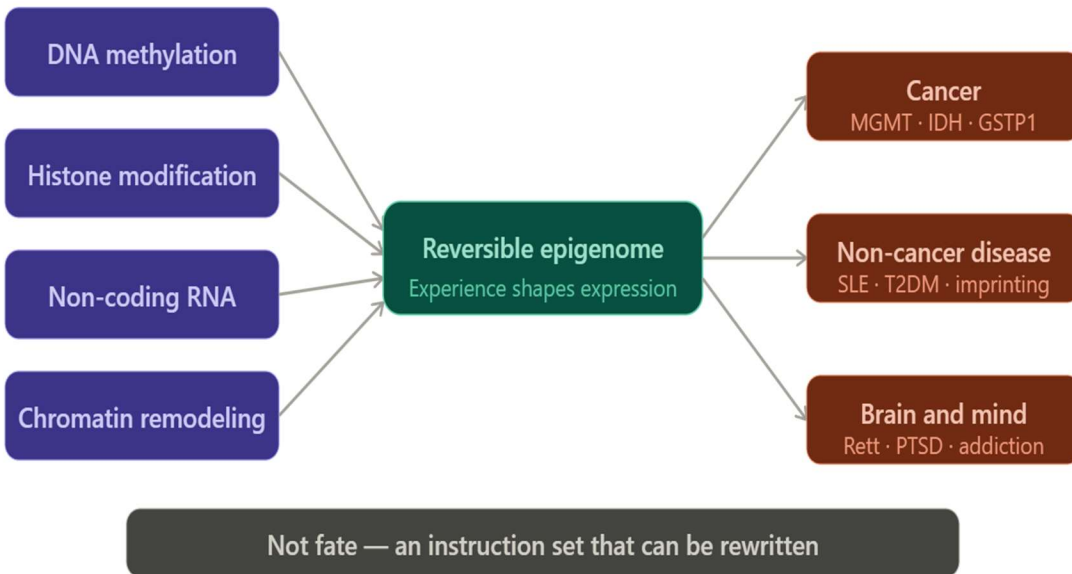 DNA methylation
Histone modification
Non-coding RNA
Chromatin remodeling
Reversible epigenome
Experience shapes expression
Cancer
MGMT · IDH · GSTP1
Non-cancer disease
SLE · T2DM · imprinting
Brain and mind
Rett · PTSD · addiction
Not fate — an instruction set that can be rewritten